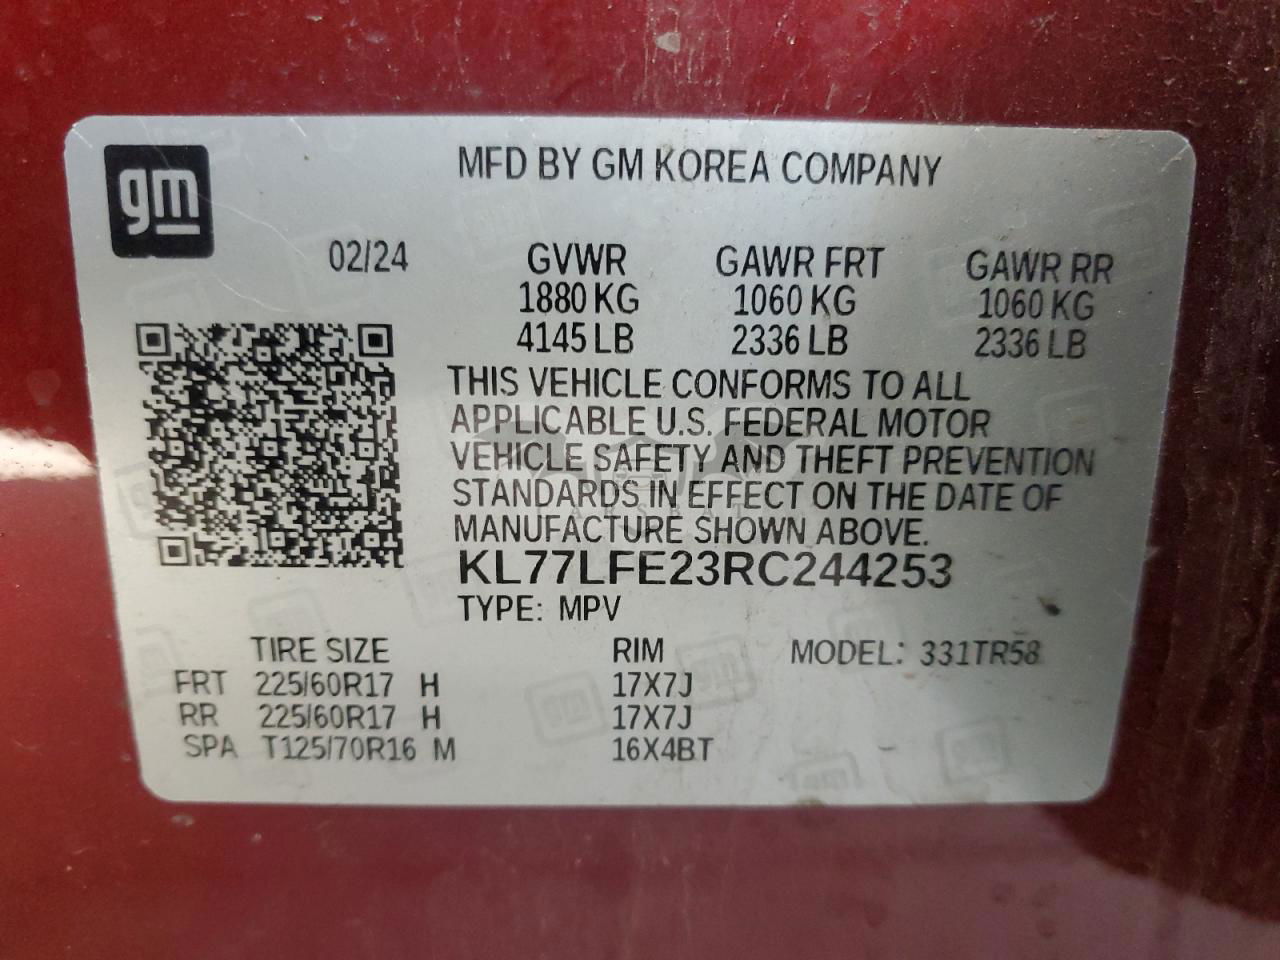 gm
MFD BY GM KOREA COMPANY
02/24 GVWR GAWR FRT GAWR RR
1880 KG 1060 KG 1060 KG
4145 LB 2336 LB 2336 LB
THIS VEHICLE CONFORMS TO ALL
APPLICABLE U.S. FEDERAL MOTOR
VEHICLE SAFETY AND THEFT PREVENTION
STANDARDS IN EFFECT ON THE DATE OF
MANUFACTURE SHOWN ABOVE.
KL77LFE23RC244253
TYPE: MPV
TIRE SIZE RIM MODEL: 331TR58
FRT 225/60R17 H 17X7J
RR 225/60R17 H 17X7J
SPA T125/70R16 M 16X4BT